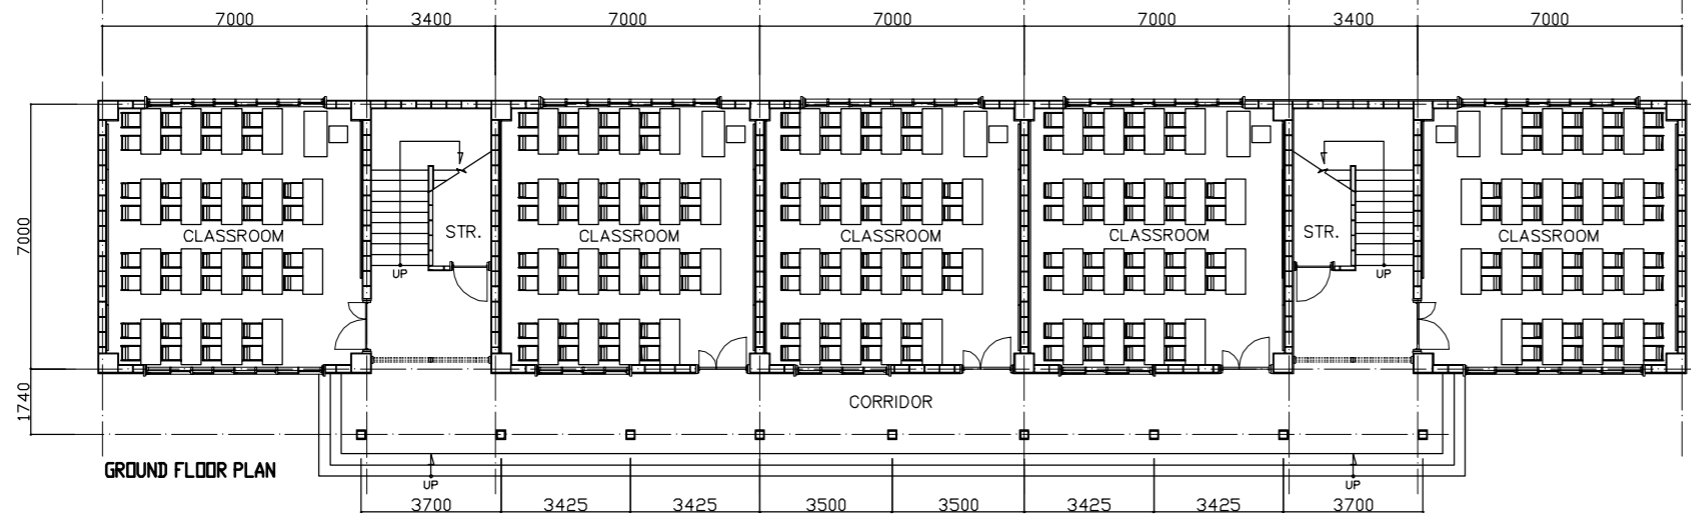 7000 3400 7000 7000 7000 3400 7000
7000
STR. STR.
CLASSROOM CLASSROOM CLASSROOM CLASSROOM CLASSROOM
UP UP
1740
CORRIDOR
GROUND FLOOR PLAN
UP UP
3700 3425 3425 3500 3500 3425 3425 3700